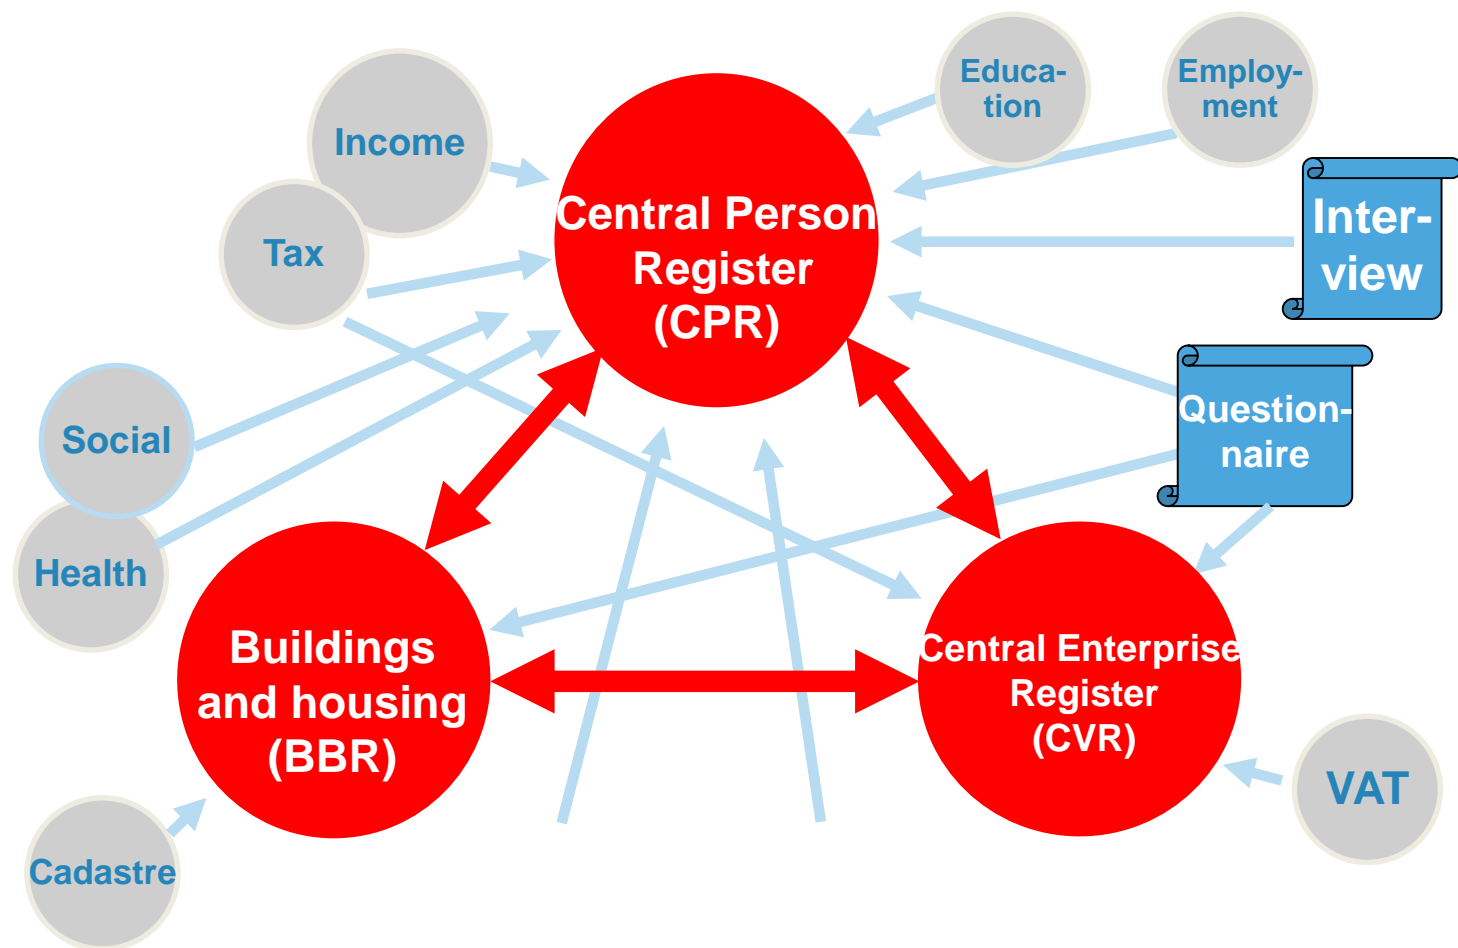 Educa-
tion
Employ-
ment
Income
Central Person
Register
(CPR)
Inter-
view
Tax
Question-
naire
Social
Health
Buildings
and housing
(BBR)
Central Enterprise
Register
(CVR)
VAT
Cadastre